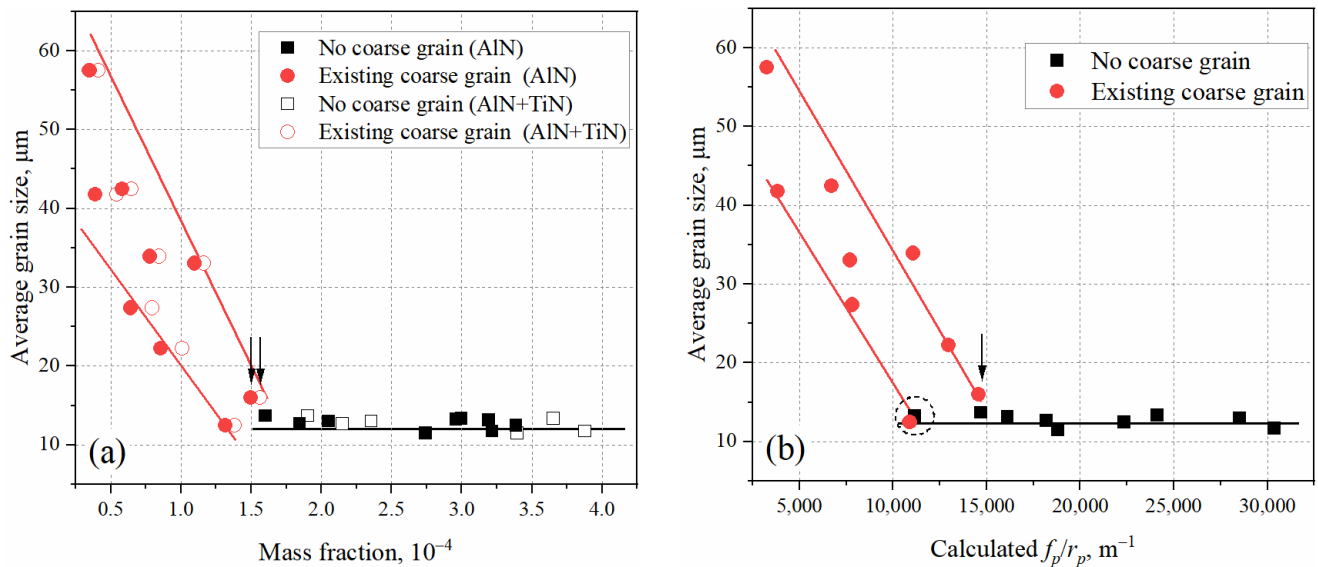 60
50
40
30
20
10
0.5
1.0
1.5
2.0
2.5
3.0
3.5
4.0
Average grain size, μm
Mass fraction, 10⁻⁴
No coarse grain (AlN)
Existing coarse grain (AlN)
No coarse grain (AlN+TiN)
Existing coarse grain (AlN+TiN)
(a)
60
50
40
30
20
10
5,000
10,000
15,000
20,000
25,000
30,000
Average grain size, μm
Calculated fp/rp, m⁻¹
No coarse grain
Existing coarse grain
(b)